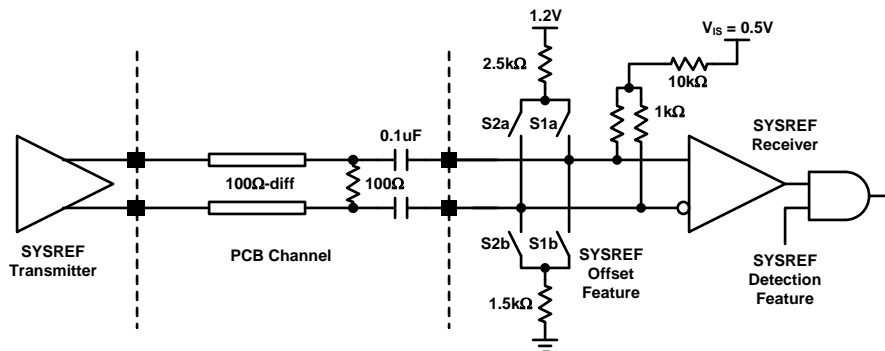 1.2V
V_IS = 0.5V
2.5kΩ
10kΩ
S2a
S1a
1kΩ
0.1uF
SYSREF
Receiver
100Ω-diff
100Ω
SYSREF
Transmitter
PCB Channel
S2b
S1b
SYSREF
Offset
Feature
SYSREF
Detection
Feature
1.5kΩ